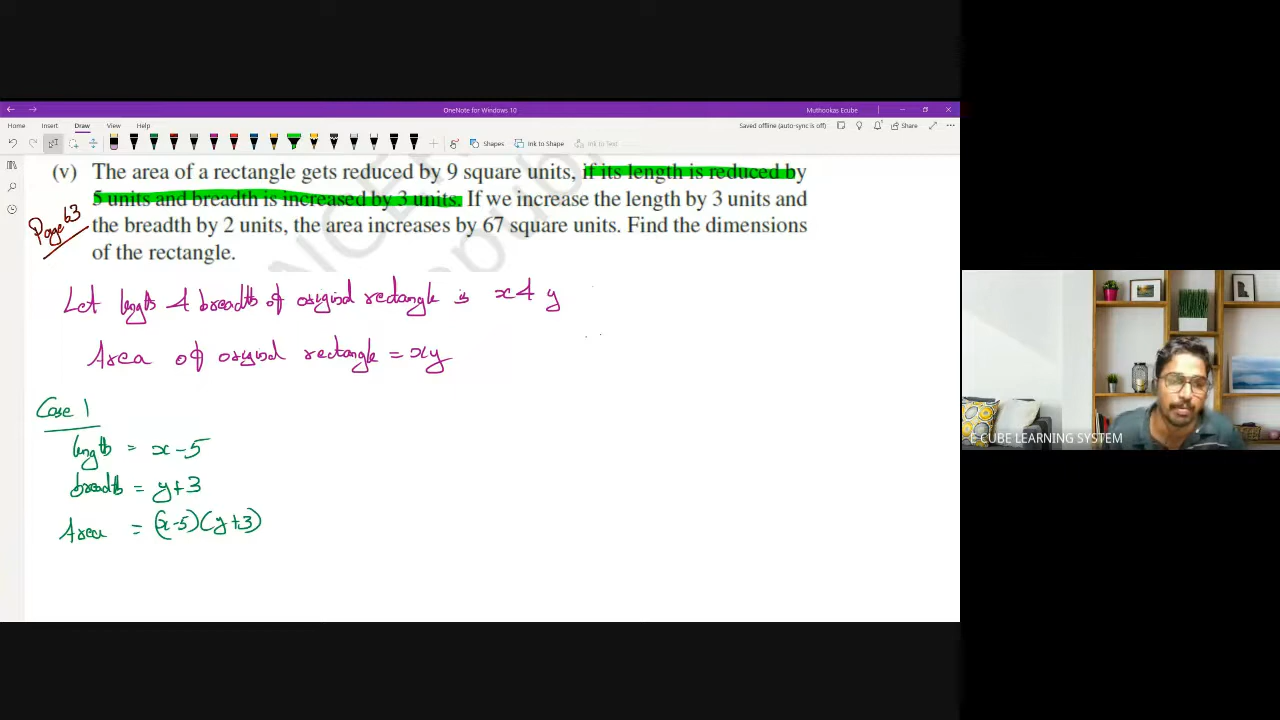 OneNote for Windows 10
Muthookas Ecube
Home Insert Draw View Help
Saved offline (auto-sync is off)
Share
Shapes
Ink to Shape
Ink to Text
(v) The area of a rectangle gets reduced by 9 square units, if its length is reduced by
5 units and breadth is increased by 3 units. If we increase the length by 3 units and
the breadth by 2 units, the area increases by 67 square units. Find the dimensions
of the rectangle.
Page 63
Let length & breadth of original rectangle is x & y
Area of original rectangle = xy
Case 1
length = x-5
breadth = y+3
Area = (x-5)(y+3)
E CUBE LEARNING SYSTEM